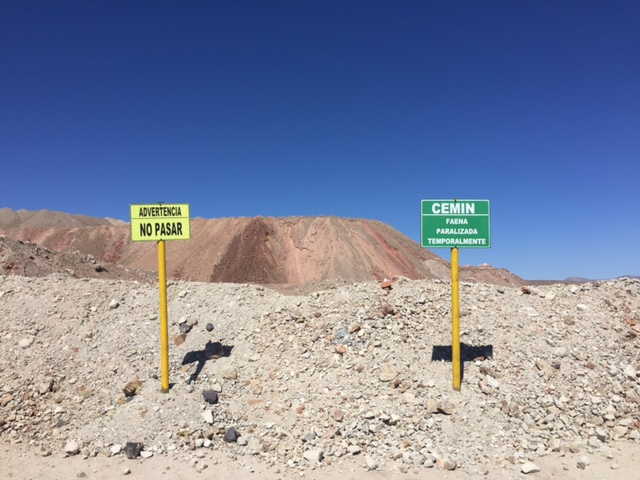 ADVERTENCIA
NO PASAR
CEMIN
FAENA
PARALIZADA
TEMPORALMENTE